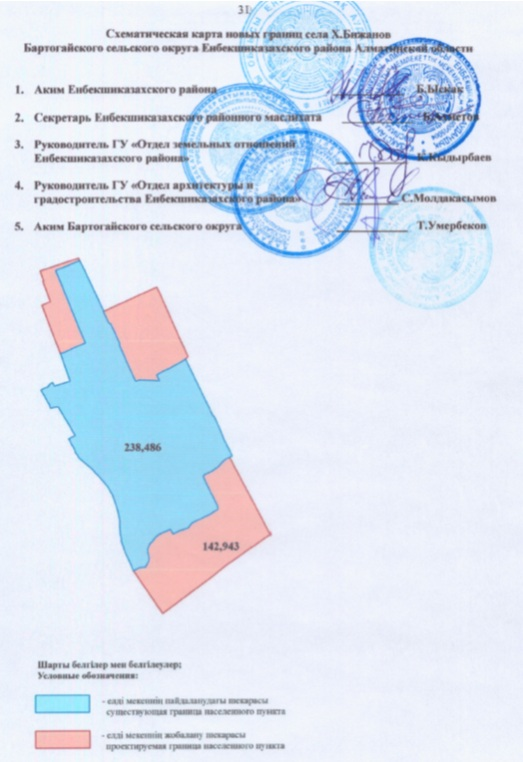 31
Схематическая карта новых границ села Х.Бижанов
Бартогайского сельского округа Енбекшиказахского района Алматинской области
1. Аким Енбекшиказахского района Б.Ыскак
2. Секретарь Енбекшиказахского районного маслихата
3. Руководитель ГУ «Отдел земельных отношений
Енбекшиказахского района» Кыдырбаев
4. Руководитель ГУ «Отдел архитектуры и
градостроительства Енбекшиказахского района» С.Молдакасымов
5. Аким Бартогайского сельского округа Т.Умербеков
238,486
142,943
Шартты белгілер мен белгілеулер;
Условные обозначения:
- елді мекеннің пайдаланудағы шекарасы
существующая граница населенного пункта
- елді мекеннің жобалану шекарасы
проектируемая граница населенного пункта